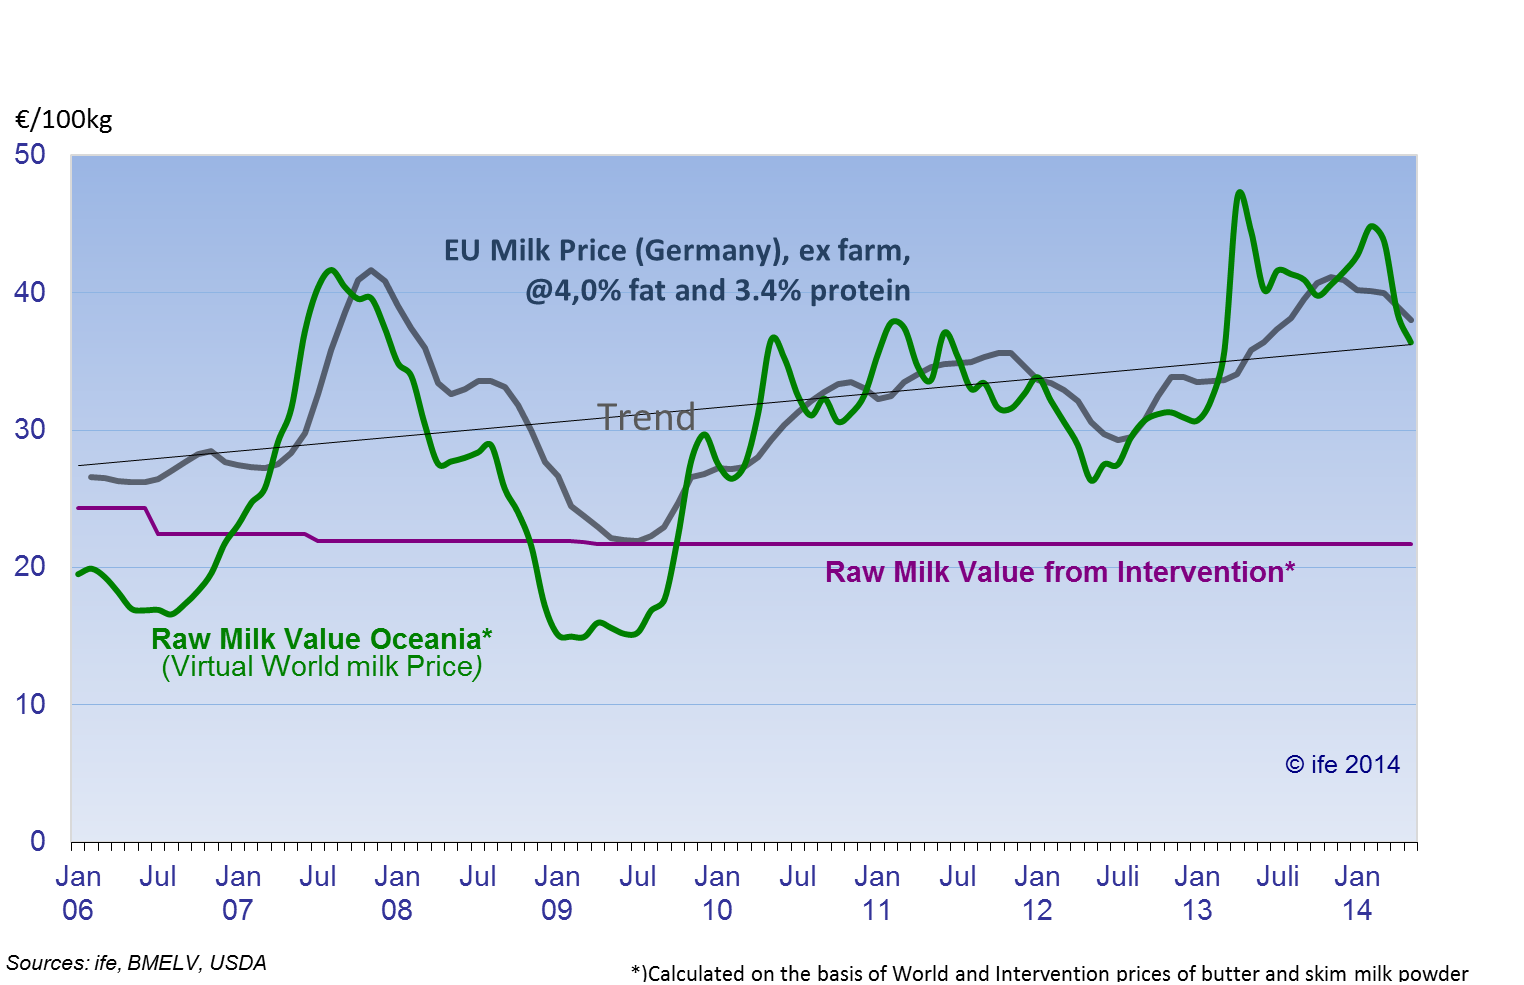 €/100kg
50
EU Milk Price (Germany), ex farm,
@4,0% fat and 3.4% protein
40
Trend
30
20
Raw Milk Value from Intervention*
Raw Milk Value Oceania*
(Virtual World milk Price)
10
© ife 2014
0
Jan Jul Jan Jul Jan Jul Jan Jul Jan Jul Jan Jul Jan Juli Jan Juli Jan
06 07 08 09 10 11 12 13 14
Sources: ife, BMELV, USDA
*)Calculated on the basis of World and Intervention prices of butter and skim milk powder